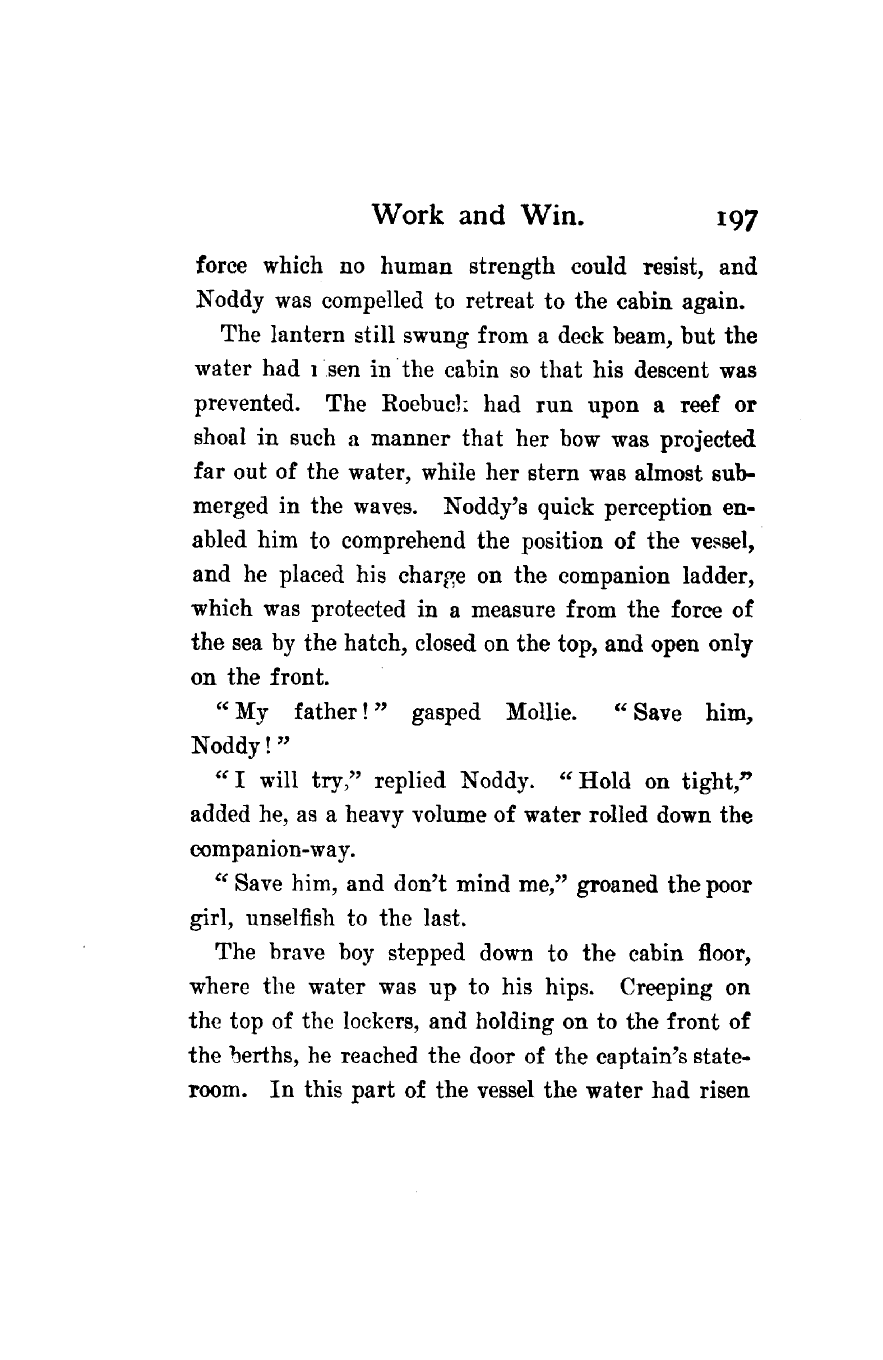 Work and Win. 197
force which no human strength could resist, and
Noddy was compelled to retreat to the cabin again.
The lantern still swung from a deck beam, but the
water had risen in the cabin so that his descent was
prevented. The Roebuck had run upon a reef or
shoal in such a manner that her bow was projected
far out of the water, while her stern was almost sub-
merged in the waves. Noddy's quick perception en-
abled him to comprehend the position of the vessel,
and he placed his charge on the companion ladder,
which was protected in a measure from the force of
the sea by the hatch, closed on the top, and open only
on the front.
“My father!” gasped Mollie. “Save him,
Noddy!”
“I will try,” replied Noddy. “Hold on tight,”
added he, as a heavy volume of water rolled down the
companion-way.
“Save him, and don't mind me,” groaned the poor
girl, unselfish to the last.
The brave boy stepped down to the cabin floor,
where the water was up to his hips. Creeping on
the top of the lockers, and holding on to the front of
the berths, he reached the door of the captain's state-
room. In this part of the vessel the water had risen